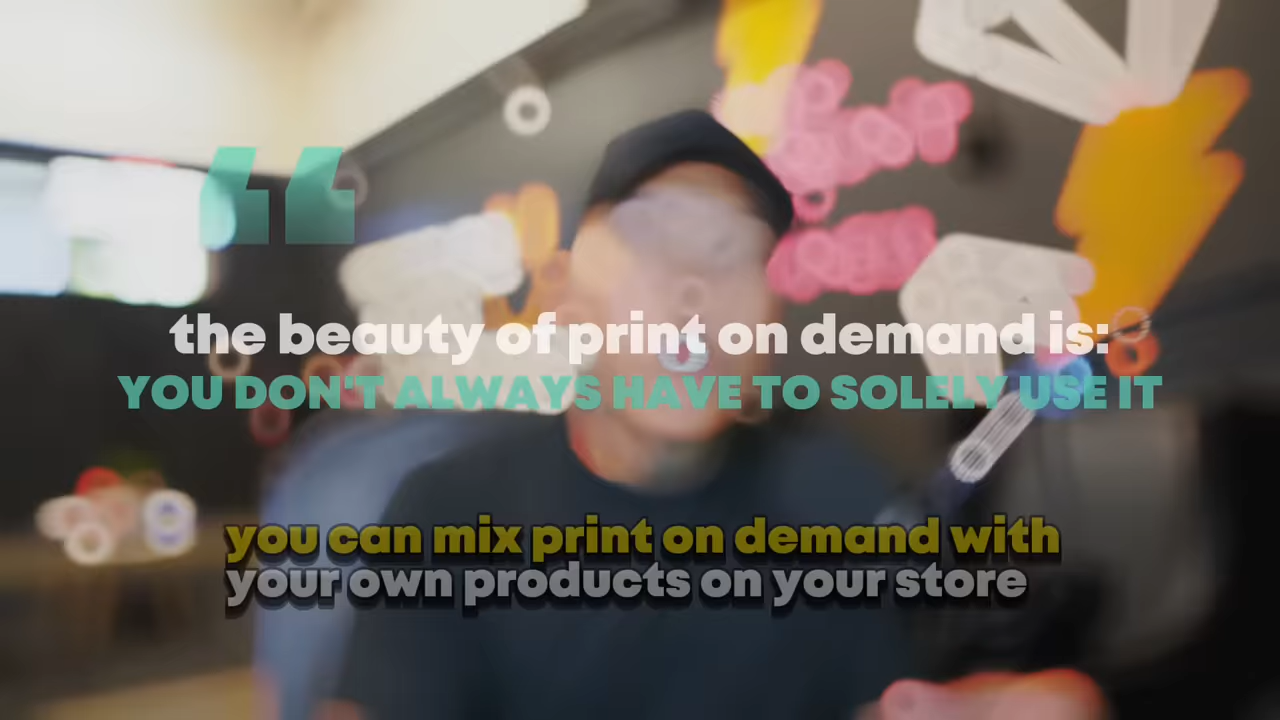 “
the beauty of print on demand is:
YOU DON'T ALWAYS HAVE TO SOLELY USE IT
you can mix print on demand with
your own products on your store